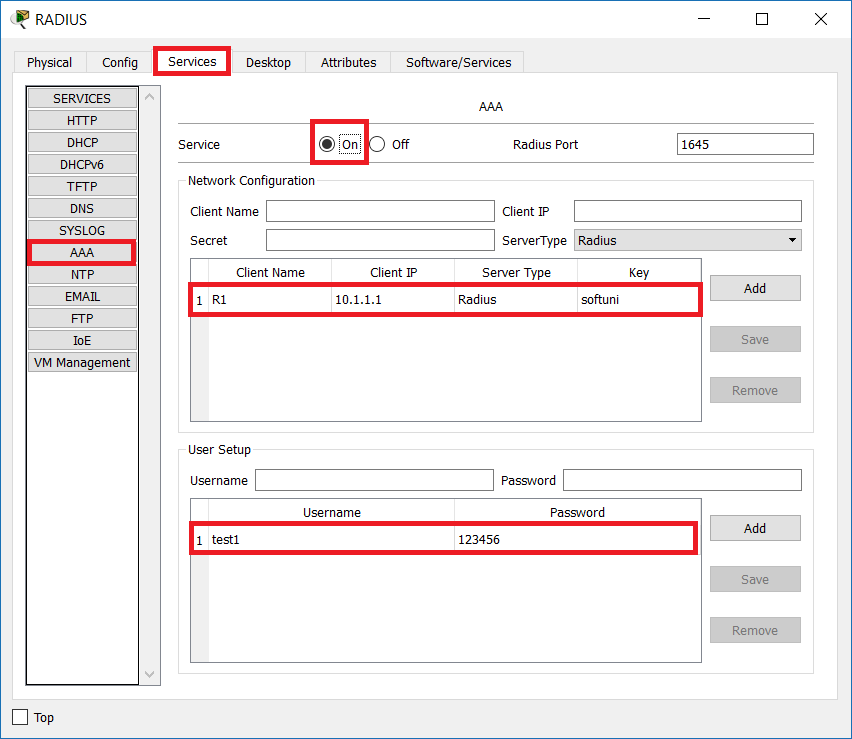 RADIUS
Physical Config Services Desktop Attributes Software/Services
SERVICES
HTTP
DHCP
DHCPv6
TFTP
DNS
SYSLOG
AAA
NTP
EMAIL
FTP
IoE
VM Management
AAA
Service On Off Radius Port 1645
Network Configuration
Client Name Client IP
Secret ServerType Radius
Client Name Client IP Server Type Key
1 R1 10.1.1.1 Radius softuni
Add
Save
Remove
User Setup
Username Password
Username Password
1 test1 123456
Add
Save
Remove
Top